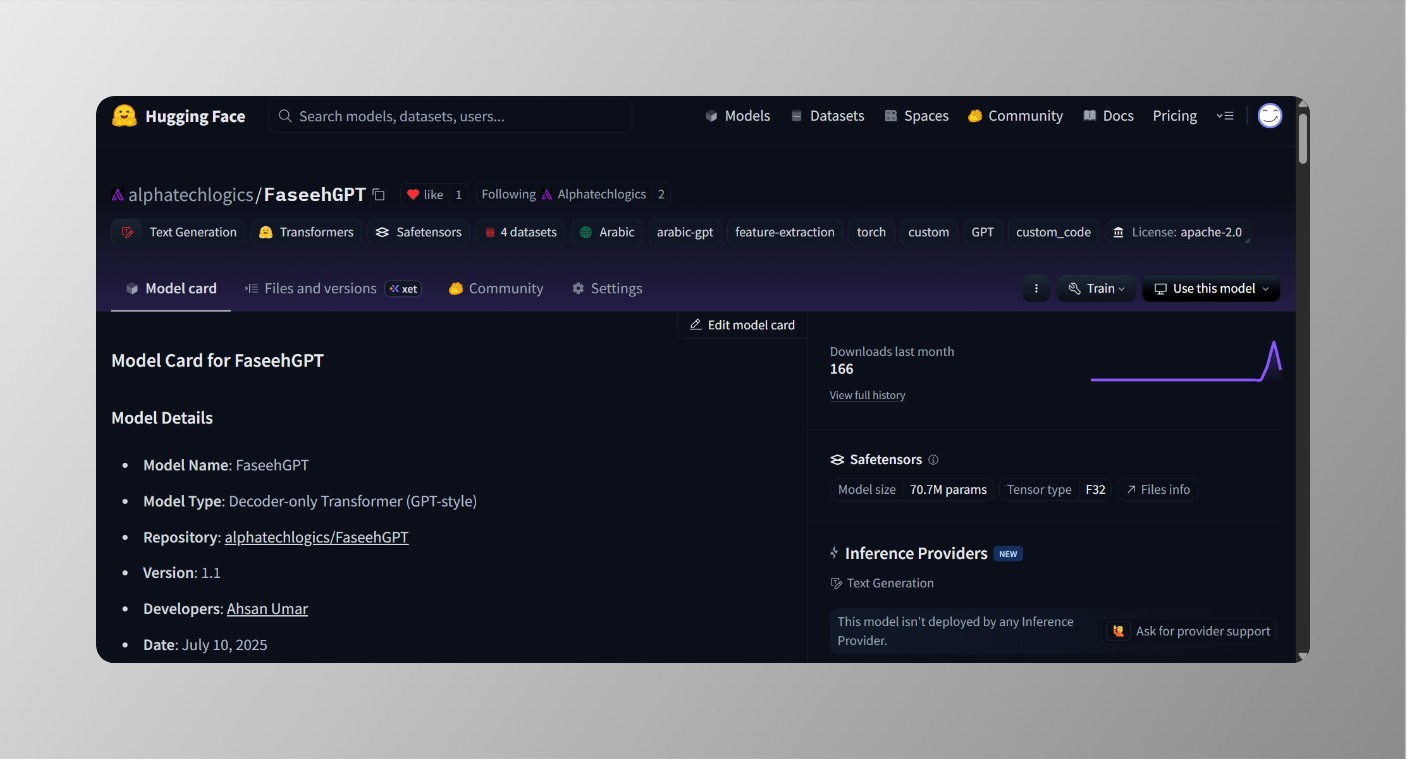 Hugging Face
Search models, datasets, users...
Models
Datasets
Spaces
Community
Docs
Pricing
alphatechlogics/FaseehGPT
like 1
Following Alphatechlogics 2
Text Generation
Transformers
Safetensors
4 datasets
Arabic
arabic-gpt
feature-extraction
torch
custom
GPT
custom_code
License: apache-2.0
Model card
Files and versions
xet
Community
Settings
Train
Use this model
Edit model card
Model Card for FaseehGPT
Model Details
• Model Name: FaseehGPT
• Model Type: Decoder-only Transformer (GPT-style)
• Repository: alphatechlogics/FaseehGPT
• Version: 1.1
• Developers: Ahsan Umar
• Date: July 10, 2025
Downloads last month
166
View full history
Safetensors
Model size 70.7M params
Tensor type F32
Files info
Inference Providers NEW
Text Generation
This model isn't deployed by any Inference
Provider.
Ask for provider support